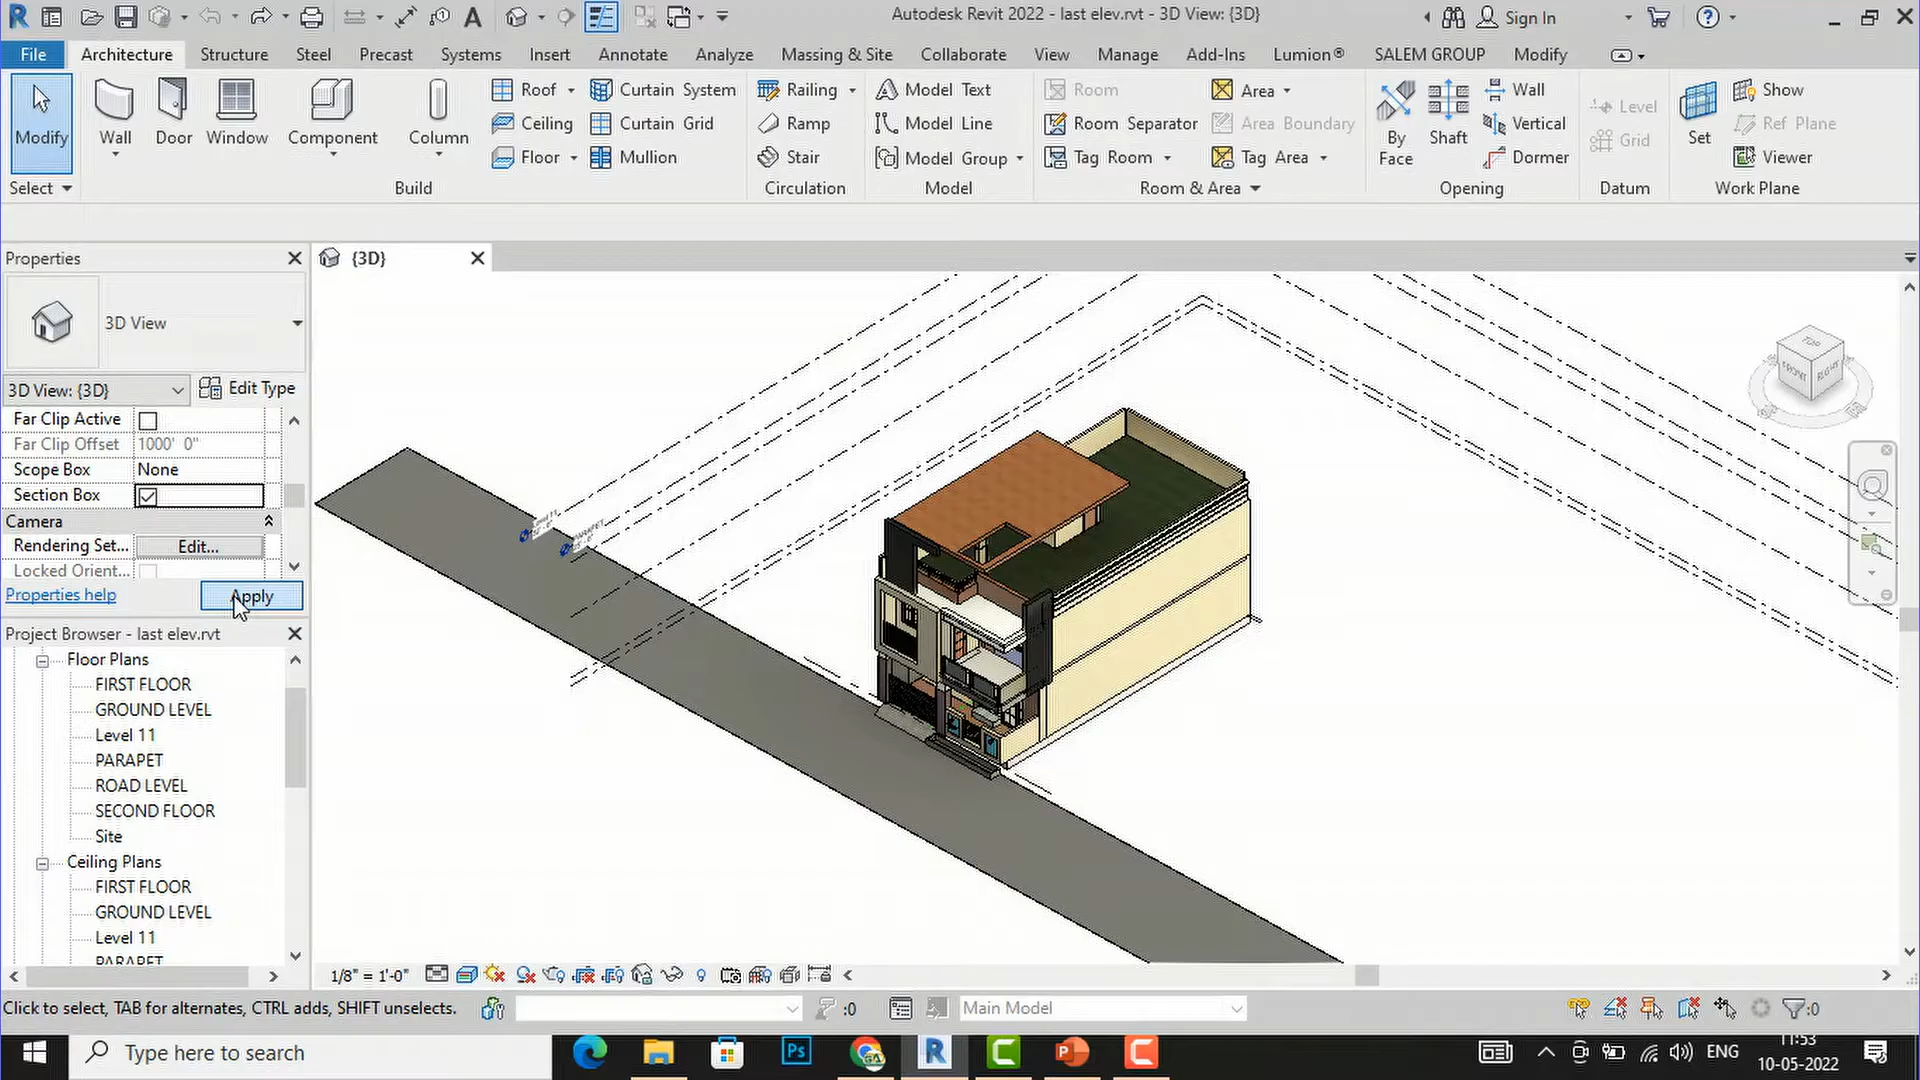 Autodesk Revit 2022 - last elev.rvt - 3D View: {3D}
Sign In
File Architecture Structure Steel Precast Systems Insert Annotate Analyze Massing & Site Collaborate View Manage Add-Ins Lumion® SALEM GROUP Modify
Modify
Wall
Door
Window
Component
Column
Roof
Ceiling
Floor
Curtain System
Curtain Grid
Mullion
Railing
Ramp
Stair
Model Text
Model Line
Model Group
Room
Room Separator
Tag Room
Area
Area Boundary
Tag Area
By
Face
Shaft
Wall
Vertical
Dormer
Level
Grid
Set
Show
Ref Plane
Viewer
Select
Build
Circulation
Model
Room & Area
Opening
Datum
Work Plane
Properties
{3D}
3D View
3D View: {3D}
Edit Type
Far Clip Active
Far Clip Offset 1000' 0"
Scope Box None
Section Box
Camera
Rendering Set... Edit...
Locked Orient...
Properties help
Apply
Project Browser - last elev.rvt
Floor Plans
FIRST FLOOR
GROUND LEVEL
Level 11
PARAPET
ROAD LEVEL
SECOND FLOOR
Site
Ceiling Plans
FIRST FLOOR
GROUND LEVEL
Level 11
PARAPET
PARAPET
TOP
FRONT
RIGHT
1/8" = 1'-0"
Click to select, TAB for alternates, CTRL adds, SHIFT unselects.
:0
Main Model
:0
Type here to search
Ps
ENG
11:53
10-05-2022